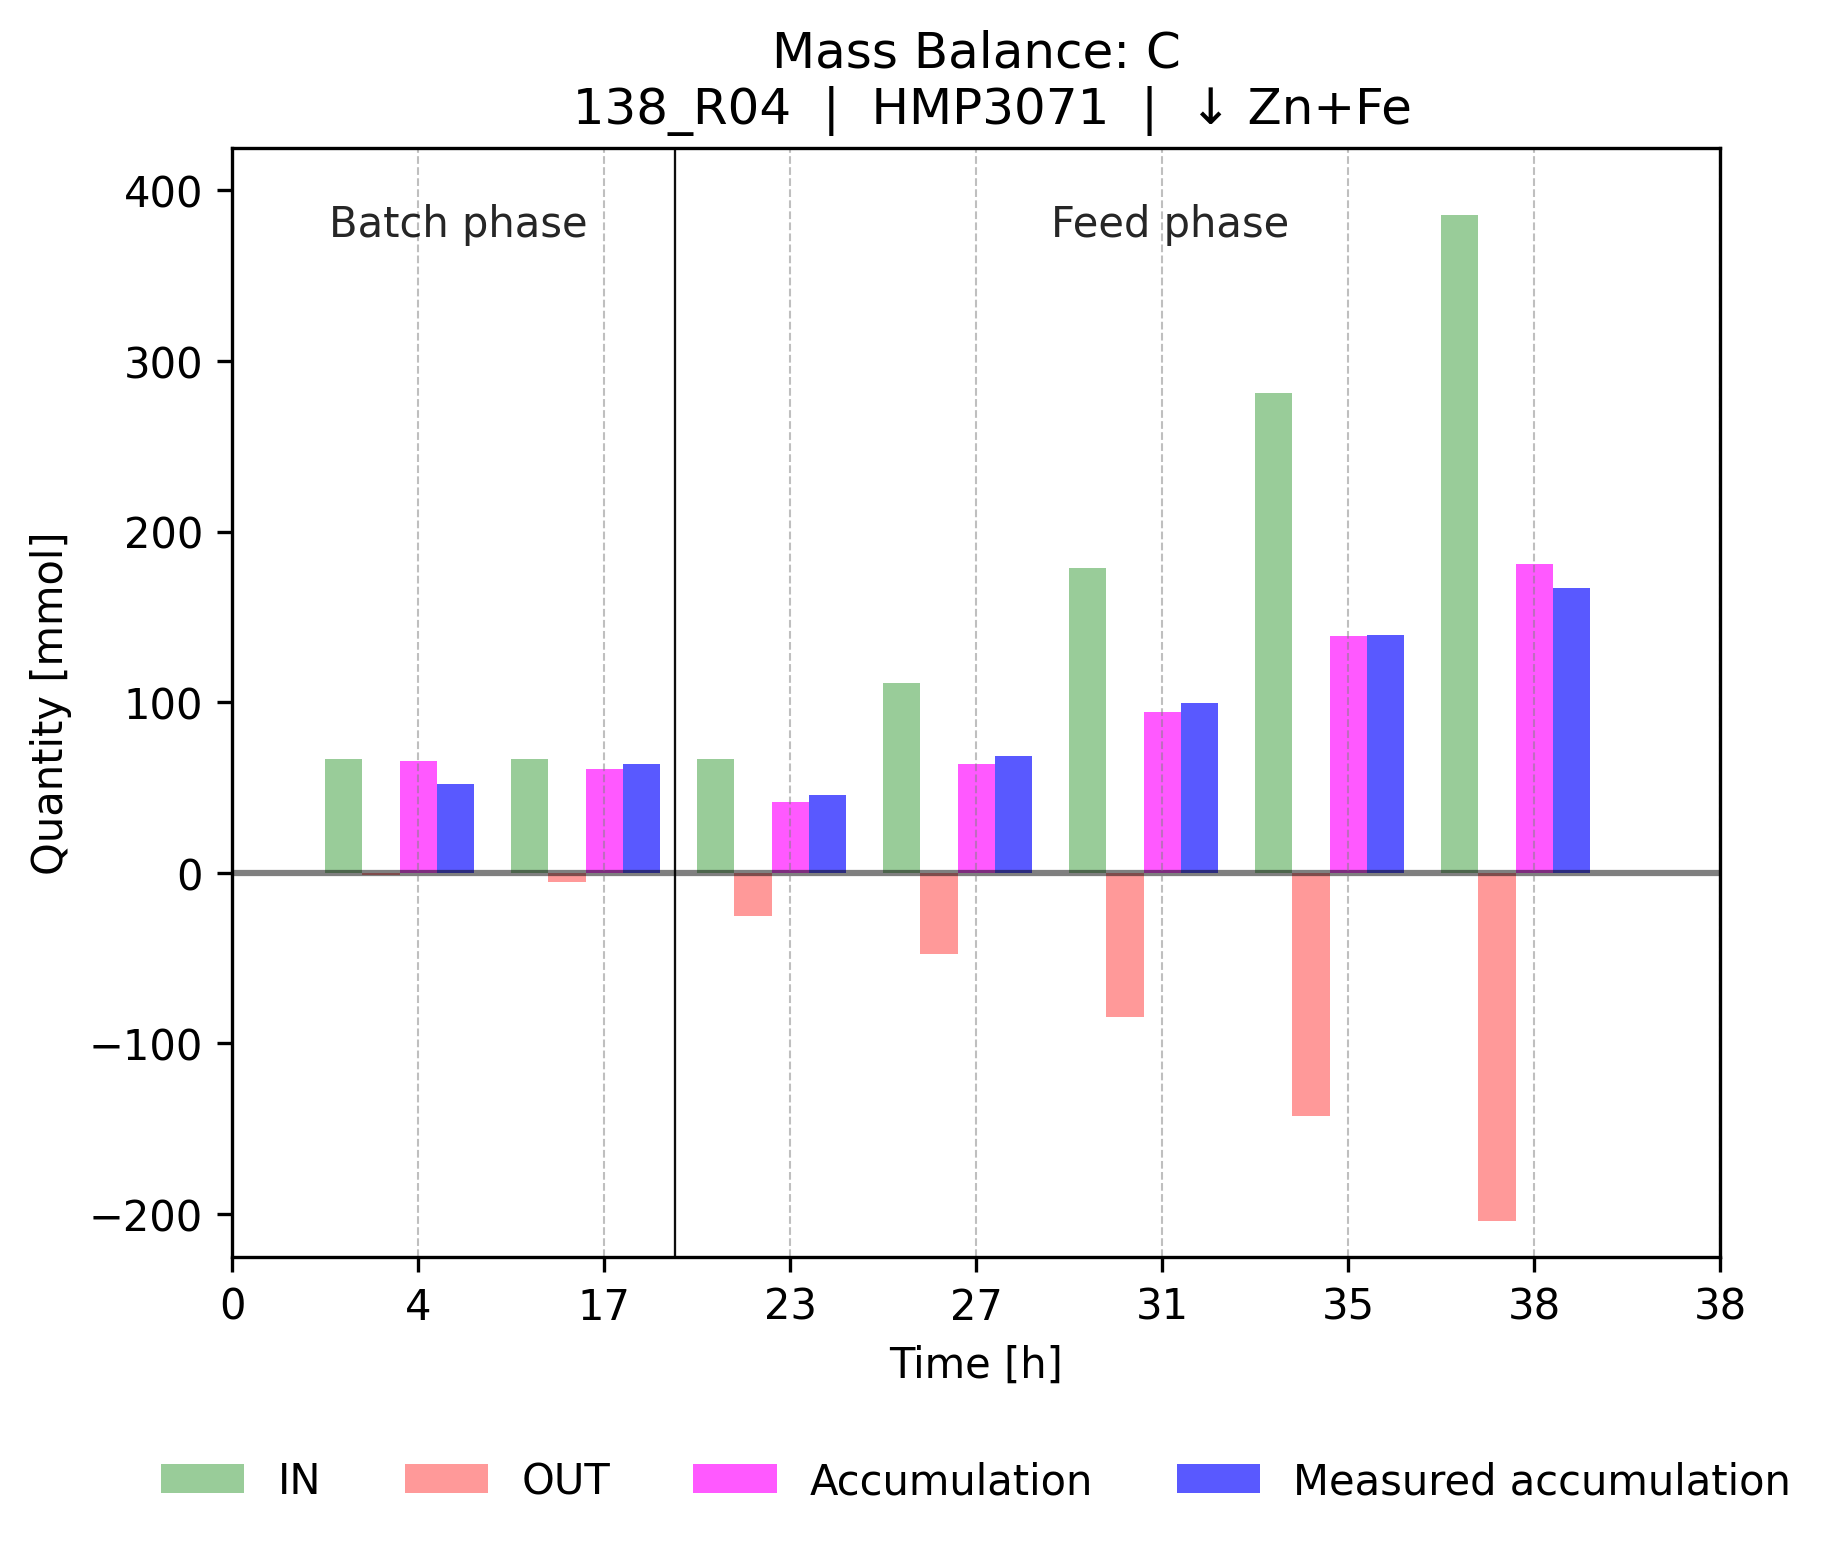 Mass Balance: C
138_R04 | HMP3071 | ↓ Zn+Fe
Batch phase
Feed phase
Quantity [mmol]
400
300
200
100
0
−100
−200
0 4 17 23 27 31 35 38 38
Time [h]
IN OUT Accumulation Measured accumulation